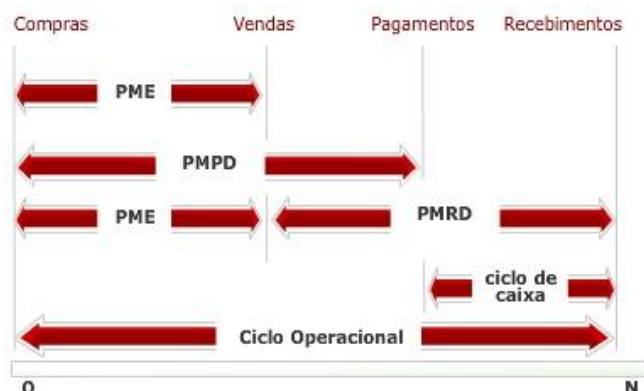 Compras Vendas Pagamentos Recebimentos
PME
PMPD
PME PMRD
ciclo de
caixa
Ciclo Operacional
0 N